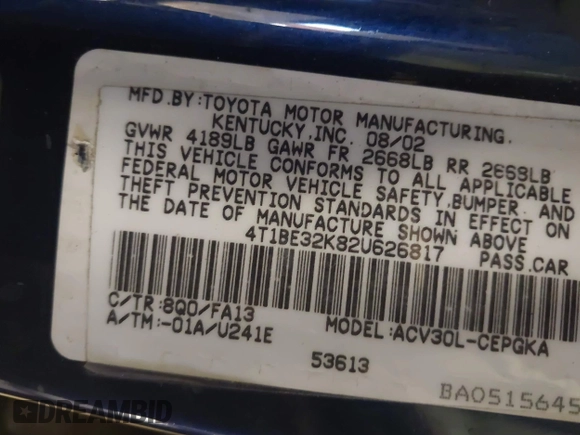 MFD.BY:TOYOTA MOTOR MANUFACTURING.
KENTUCKY,INC. 08/02
GVWR 4189LB GAWR FR 2668LB RR 2668LB
THIS VEHICLE CONFORMS TO ALL APPLICABLE
FEDERAL MOTOR VEHICLE SAFETY,BUMPER. AND
THEFT PREVENTION STANDARDS IN EFFECT ON
THE DATE OF MANUFACTURE SHOWN ABOVE
4T1BE32K82U626817 PASS.CAR
C/TR:8Q0/FA13
A/TM:-01A/U241E MODEL:ACV30L-CEPGKA
53613
BA0515645
DREAMBID